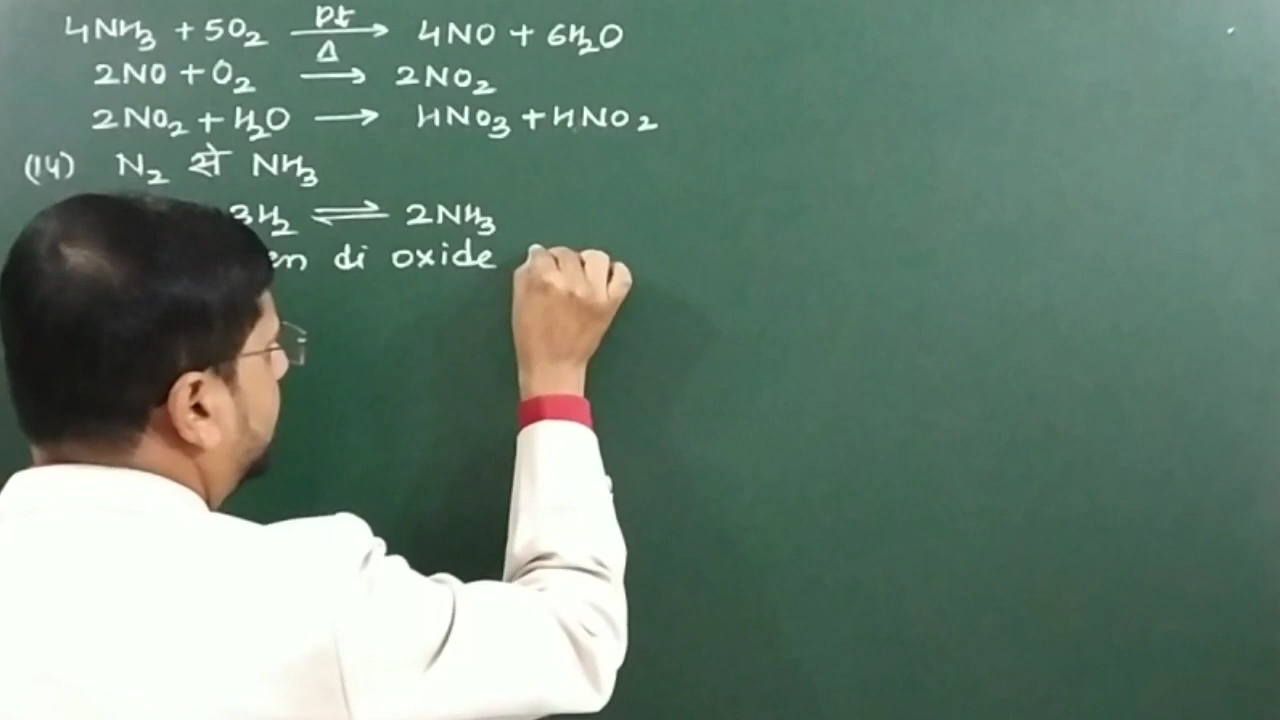 4NH₃ + 5O₂ —Pt/Δ→ 4NO + 6H₂O
2NO + O₂ → 2NO₂
2NO₂ + H₂O → HNO₃ + HNO₂
(14) N₂ से NH₃
3H₂ ⇌ 2NH₃
en di oxide